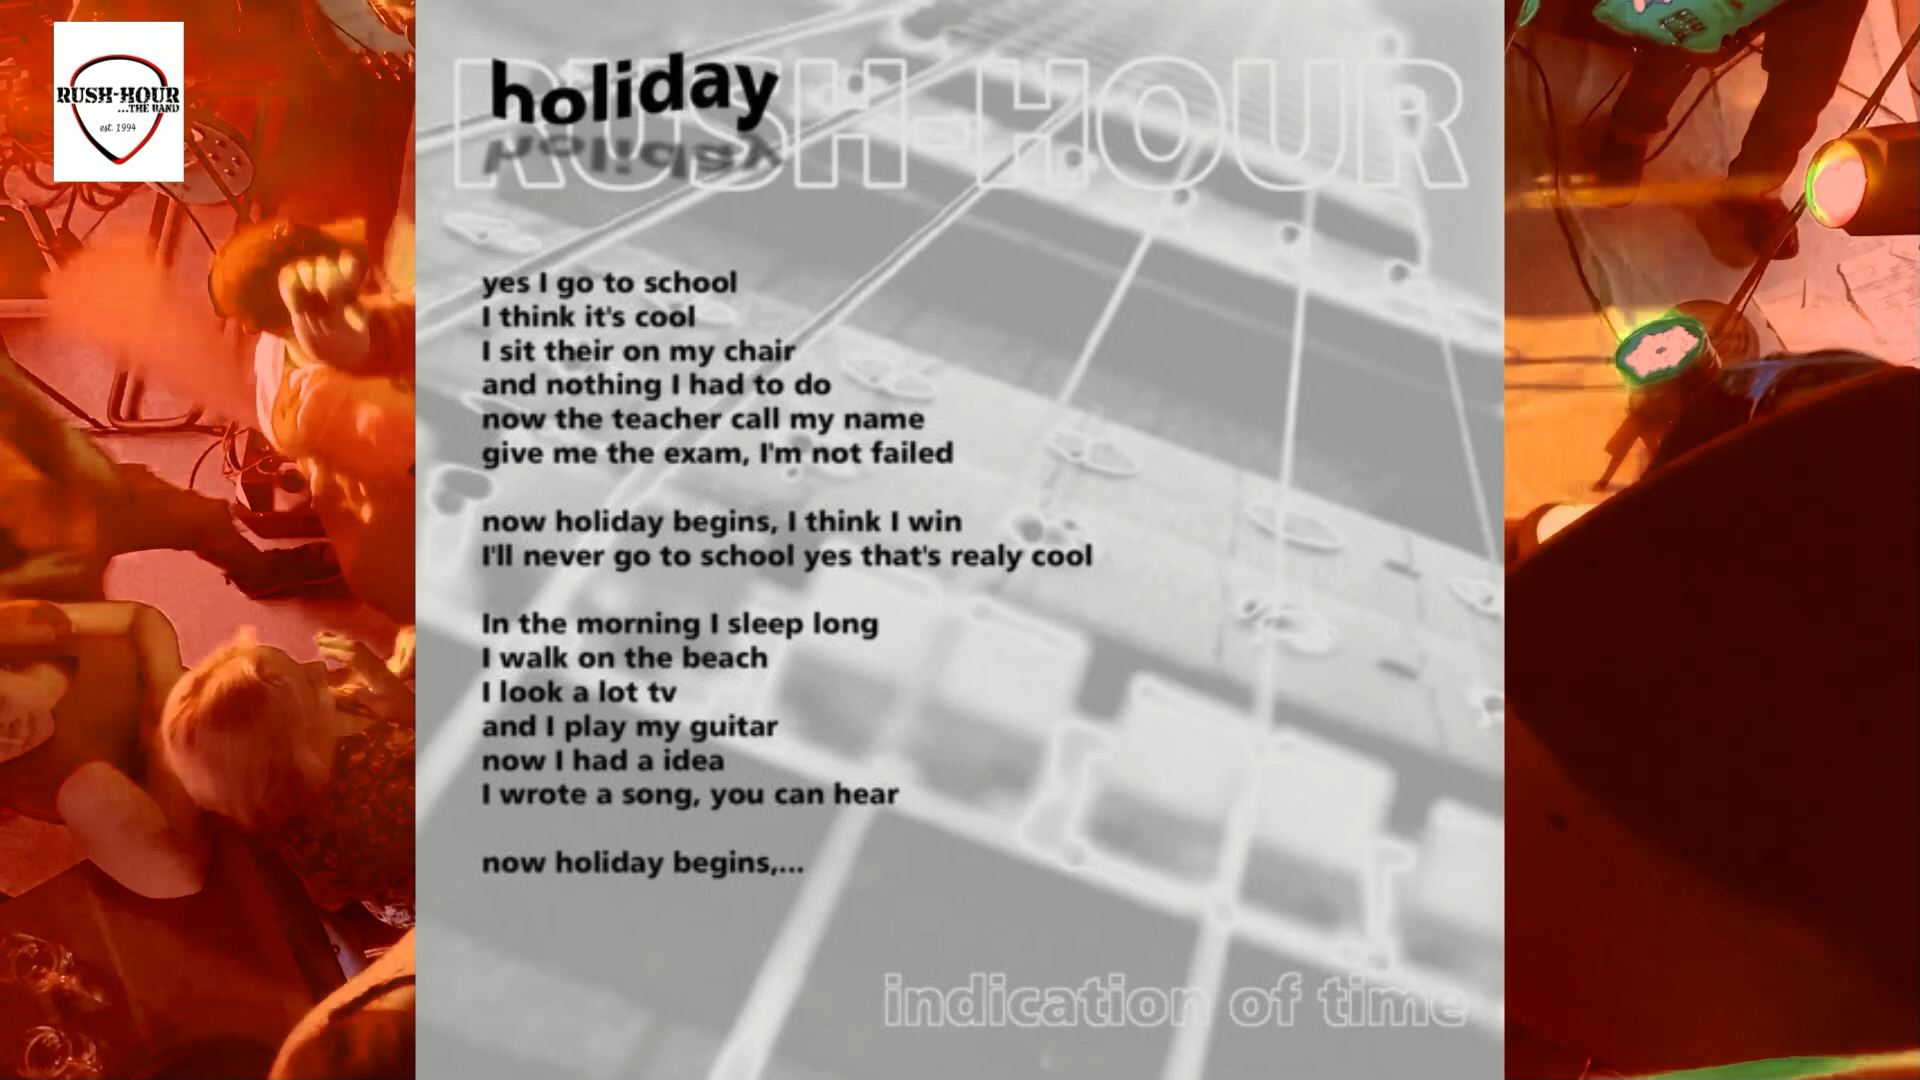 RUSH-HOUR
...THE BAND
est. 1994
RUSH-HOUR
holiday
yes I go to school
I think it's cool
I sit their on my chair
and nothing I had to do
now the teacher call my name
give me the exam, I'm not failed
now holiday begins, I think I win
I'll never go to school yes that's realy cool
In the morning I sleep long
I walk on the beach
I look a lot tv
and I play my guitar
now I had a idea
I wrote a song, you can hear
now holiday begins,...
indication of time